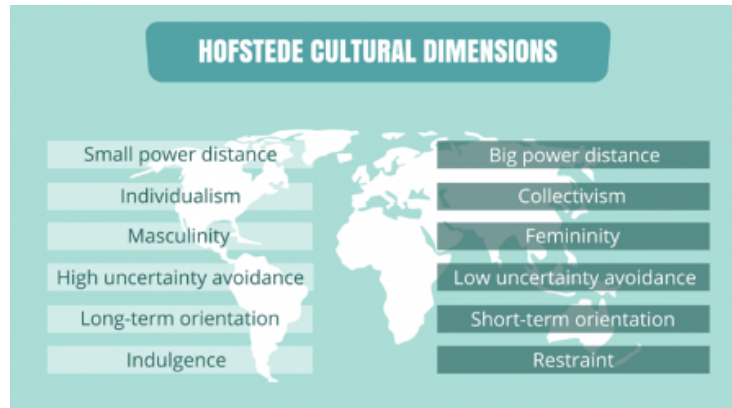 HOFSTEDE CULTURAL DIMENSIONS
Small power distance
Big power distance
Individualism
Collectivism
Masculinity
Femininity
High uncertainty avoidance
Low uncertainty avoidance
Long-term orientation
Short-term orientation
Indulgence
Restraint